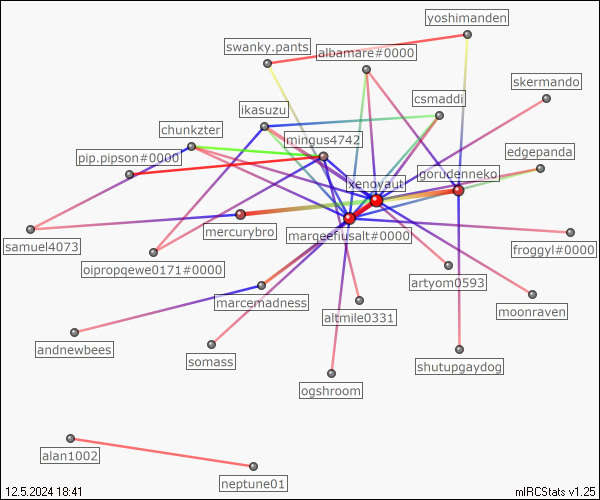 yoshimanden
swanky.pants
albamare#0000
skermando
csmaddi
ikasuzu
chunkzter
mingus4742
pip.pipson#0000
edgepanda
gorudenneko
xenoyaut
mercurybro
marqeefiusalt#0000
samuel4073
froggyl#0000
oipropqewe0171#0000
artyom0593
marcemadness
altmile0331
moonraven
andnewbees
somass
shutupgaydog
ogshroom
alan1002
neptune01
12.5.2024 18:41
mIRCStats v1.25